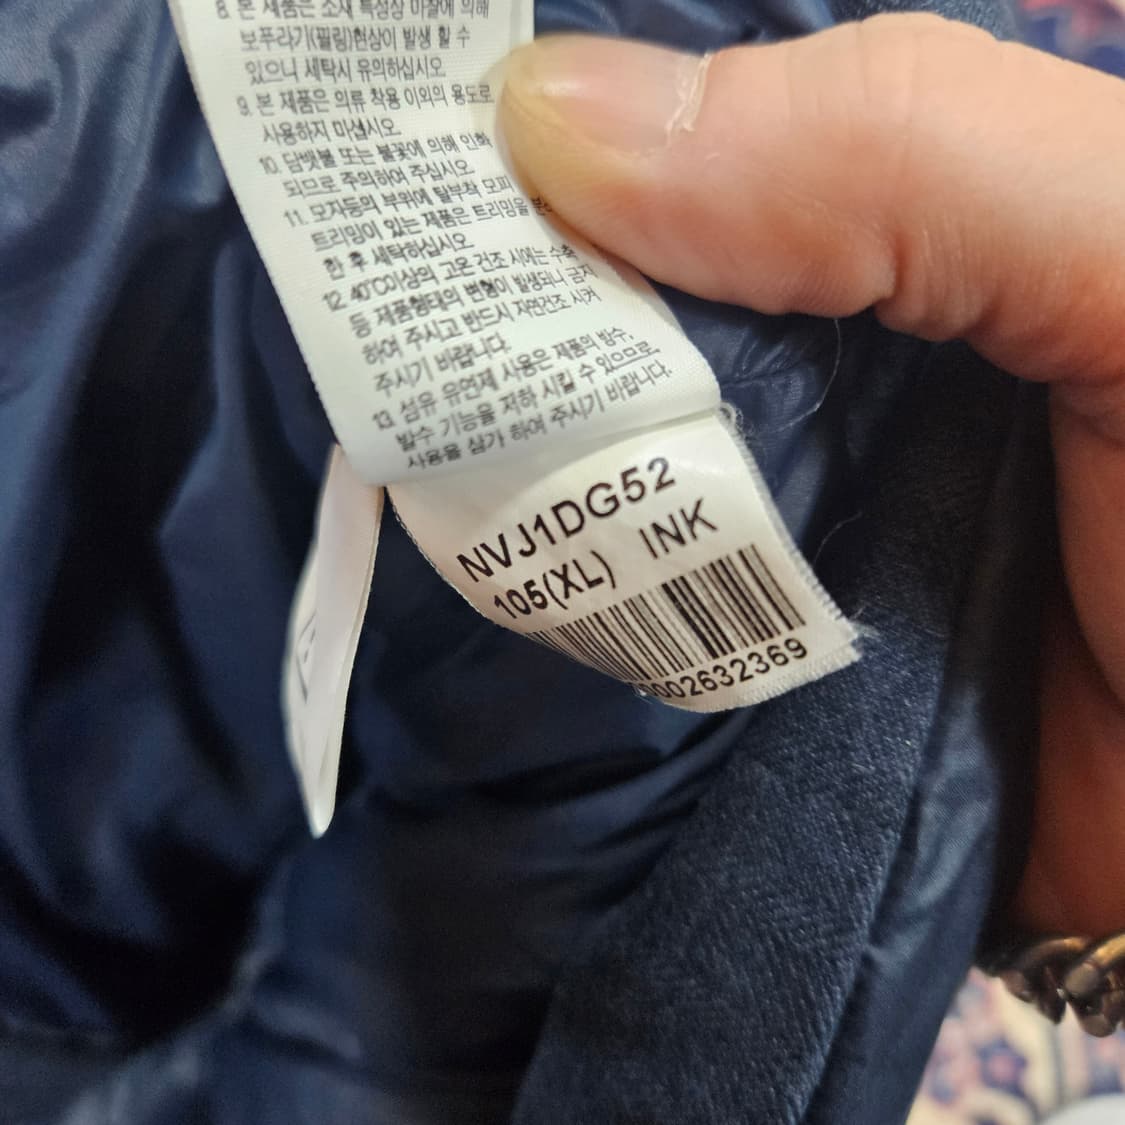 8. 본 제품은 소재 특성상 마찰에 의해
보푸라기(필링)현상이 발생 할 수
있으니 세탁시 유의하십시오
9. 본 제품은 의류 착용 이외의 용도로
사용하지 마십시오
10. 담뱃불 또는 불꽃에 의해 인화
되므로 주의하여 주십시오
11. 모자등의 부위에 탈부착 모피
트리밍이 있는 제품은 트리밍을
한 후 세탁하십시오
12. 40℃이상의 고온 건조 시에는 수축
등 제품형태의 변형이 발생되니 금지
하여 주시고 반드시 자연건조 시켜
주시기 바랍니다.
13. 섬유 유연제 사용은 제품의 방수,
발수 기능을 저하 시킬 수 있으므로
사용을 삼가 하여 주시기 바랍니다.
NVJ1DG52
105(XL) INK
0002632369